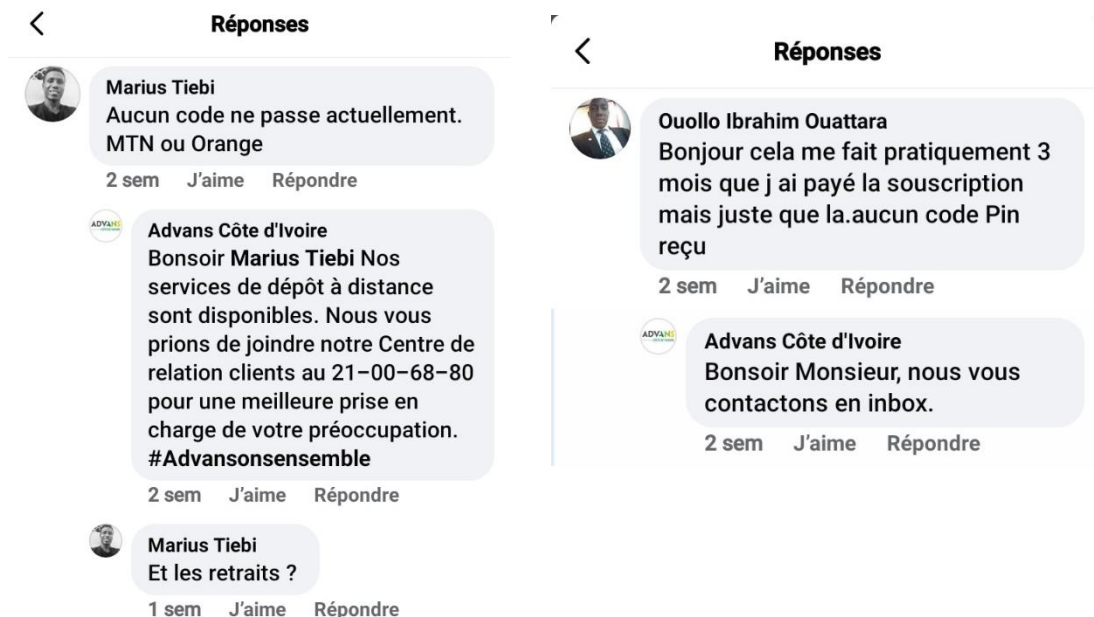 Réponses
Marius Tiebi
Aucun code ne passe actuellement.
MTN ou Orange
2 sem J'aime Répondre
ADVANS
Advans Côte d'Ivoire
Bonsoir Marius Tiebi Nos
services de dépôt à distance
sont disponibles. Nous vous
prions de joindre notre Centre de
relation clients au 21–00–68–80
pour une meilleure prise en
charge de votre préoccupation.
#Advansonsensemble
2 sem J'aime Répondre
Marius Tiebi
Et les retraits ?
1 sem J'aime Répondre
Réponses
Ouollo Ibrahim Ouattara
Bonjour cela me fait pratiquement 3
mois que j ai payé la souscription
mais juste que la.aucun code Pin
reçu
2 sem J'aime Répondre
ADVANS
Advans Côte d'Ivoire
Bonsoir Monsieur, nous vous
contactons en inbox.
2 sem J'aime Répondre